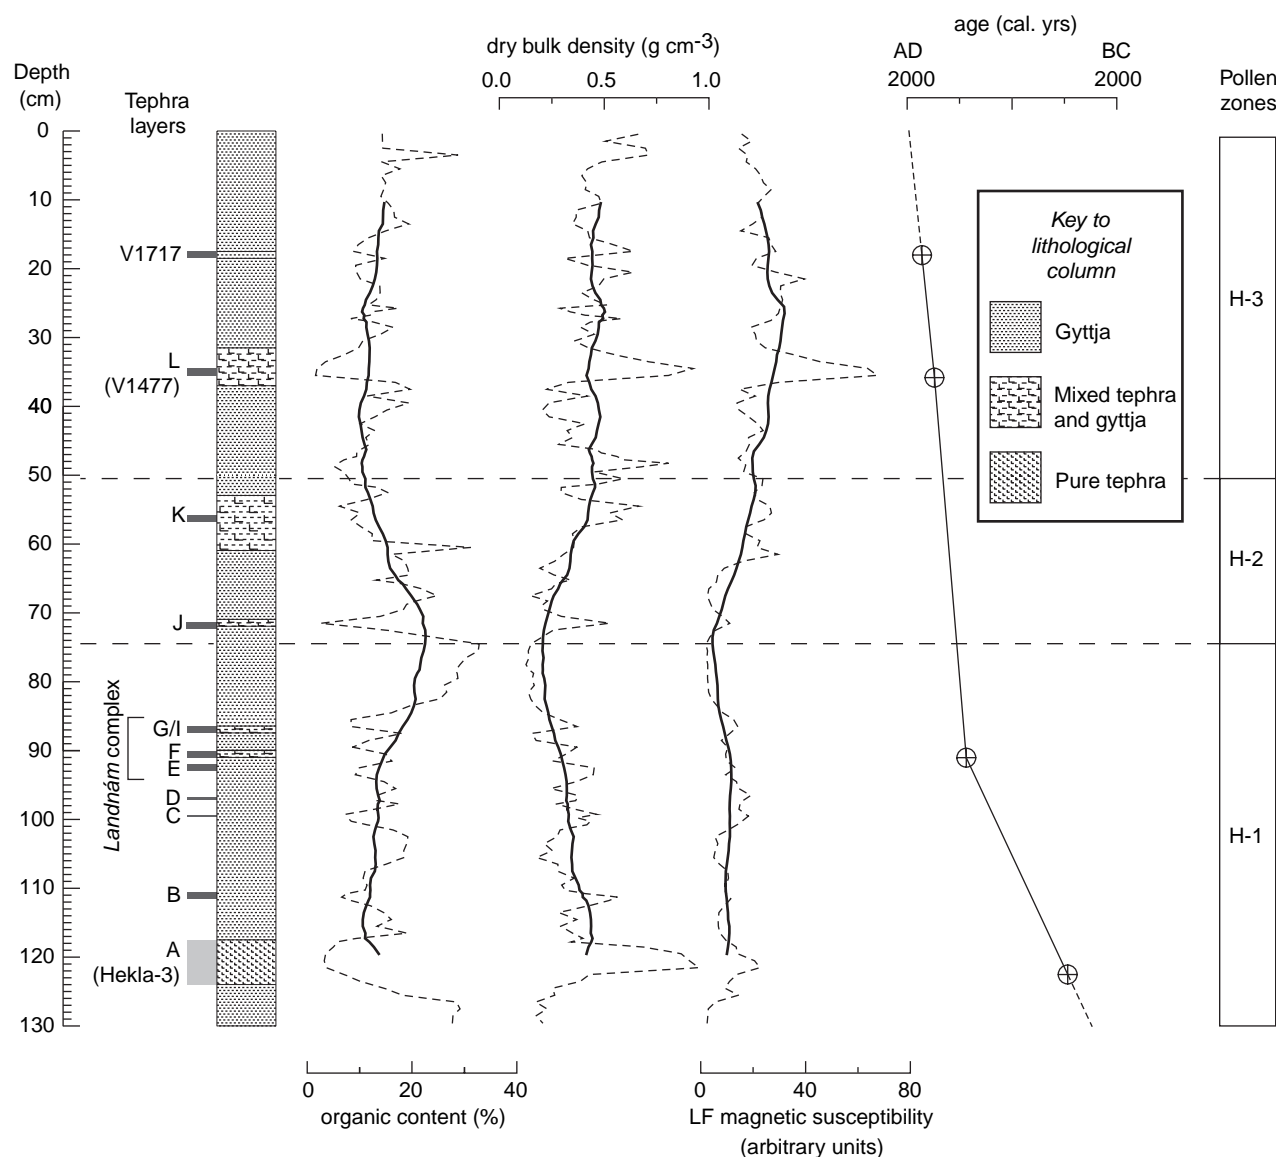 age (cal. yrs)
dry bulk density (g cm-3)
AD
BC
0.0
0.5
1.0
2000
2000
Depth
(cm)
Tephra
layers
Pollen
zones
0
10
20
30
40
50
60
70
80
90
100
110
120
130
V1717
L
(V1477)
K
J
Landnám complex
G/I
F
E
D
C
B
A
(Hekla-3)
Key to
lithological
column
Gyttja
Mixed tephra
and gyttja
Pure tephra
H-3
H-2
H-1
0
20
40
organic content (%)
0
40
80
LF magnetic susceptibility
(arbitrary units)